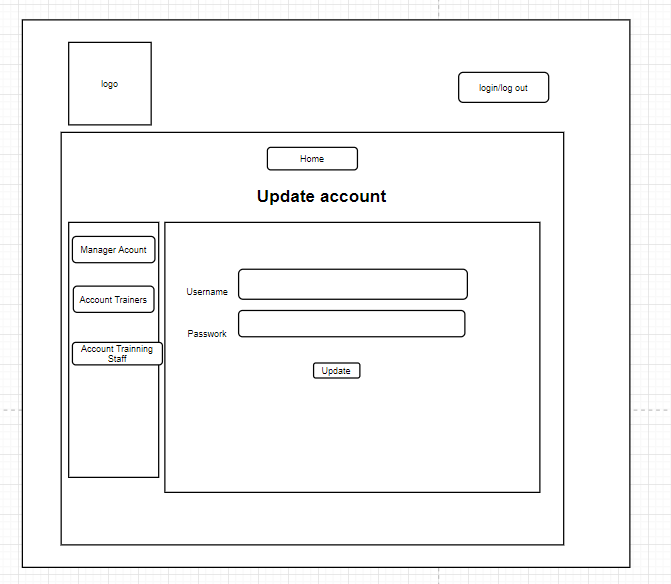 logo
login/log out
Home
Update account
Manager Acount
Account Trainers
Account Trainning
Staff
Username
Passwork
Update